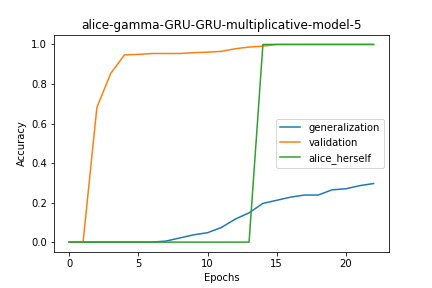 alice-gamma-GRU-GRU-multiplicative-model-5
1.0
0.8
0.6
0.4
0.2
0.0
Accuracy
generalization
validation
alice_herself
0
5
10
15
20
Epochs